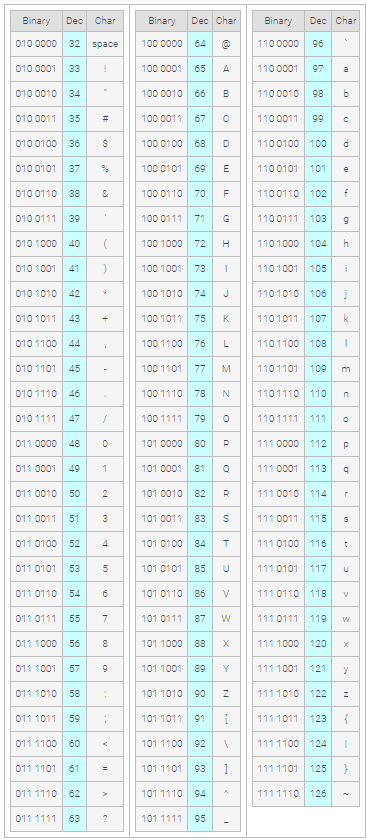 Binary Dec Char Binary Dec Char Binary Dec Char
010 0000 32 space 100 0000 64 @ 110 0000 96 `
010 0001 33 ! 100 0001 65 A 110 0001 97 a
010 0010 34 " 100 0010 66 B 110 0010 98 b
010 0011 35 # 100 0011 67 C 110 0011 99 c
010 0100 36 $ 100 0100 68 D 110 0100 100 d
010 0101 37 % 100 0101 69 E 110 0101 101 e
010 0110 38 & 100 0110 70 F 110 0110 102 f
010 0111 39 ' 100 0111 71 G 110 0111 103 g
010 1000 40 ( 100 1000 72 H 110 1000 104 h
010 1001 41 ) 100 1001 73 I 110 1001 105 i
010 1010 42 * 100 1010 74 J 110 1010 106 j
010 1011 43 + 100 1011 75 K 110 1011 107 k
010 1100 44 , 100 1100 76 L 110 1100 108 l
010 1101 45 - 100 1101 77 M 110 1101 109 m
010 1110 46 . 100 1110 78 N 110 1110 110 n
010 1111 47 / 100 1111 79 O 110 1111 111 o
011 0000 48 0 101 0000 80 P 111 0000 112 p
011 0001 49 1 101 0001 81 Q 111 0001 113 q
011 0010 50 2 101 0010 82 R 111 0010 114 r
011 0011 51 3 101 0011 83 S 111 0011 115 s
011 0100 52 4 101 0100 84 T 111 0100 116 t
011 0101 53 5 101 0101 85 U 111 0101 117 u
011 0110 54 6 101 0110 86 V 111 0110 118 v
011 0111 55 7 101 0111 87 W 111 0111 119 w
011 1000 56 8 101 1000 88 X 111 1000 120 x
011 1001 57 9 101 1001 89 Y 111 1001 121 y
011 1010 58 : 101 1010 90 Z 111 1010 122 z
011 1011 59 ; 101 1011 91 [ 111 1011 123 {
011 1100 60 < 101 1100 92 \ 111 1100 124 |
011 1101 61 = 101 1101 93 ] 111 1101 125 }
011 1110 62 > 101 1110 94 ^ 111 1110 126 ~
011 1111 63 ? 101 1111 95 _